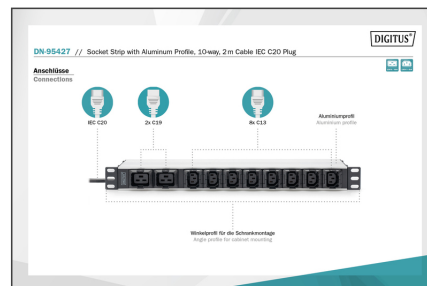 DIGITUS®
DN-95427 // Socket Strip with Aluminum Profile, 10-way, 2 m Cable IEC C20 Plug
Anschlüsse
Connections
IEC C20
2x C19
8x C13
Aluminiumprofil
Aluminium profile
Winkelprofil für die Schrankmontage
Angle profile for cabinet mounting